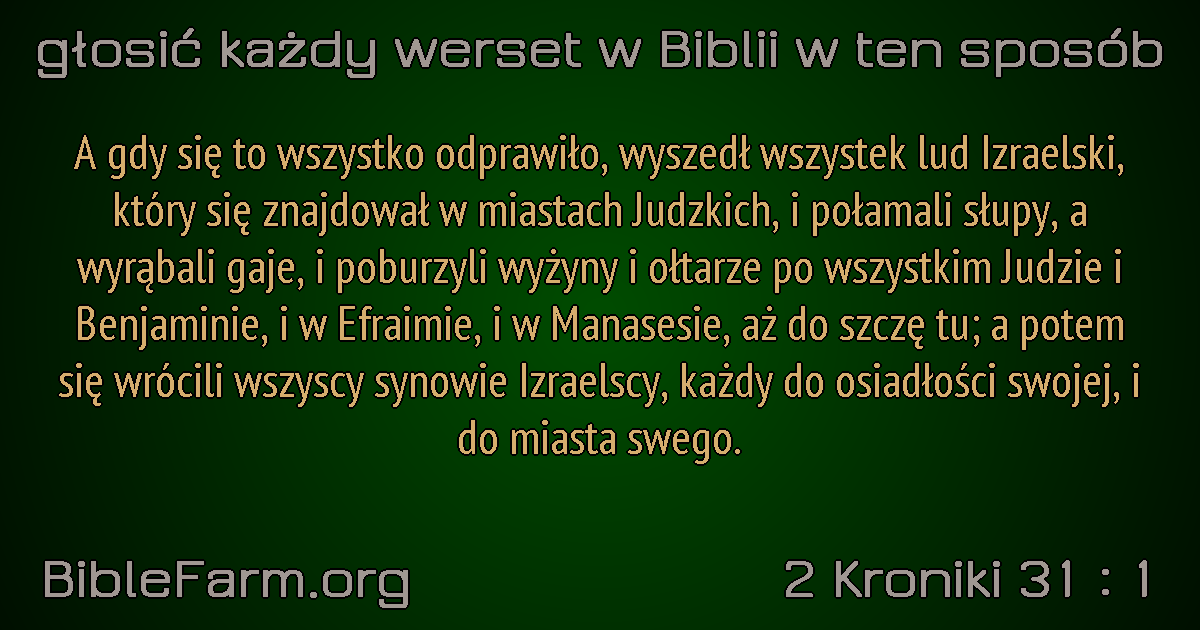 głosić każdy werset w Biblii w ten sposób
A gdy się to wszystko odprawiło, wyszedł wszystek lud Izraelski,
który się znajdował w miastach Judzkich, i połamali słupy, a
wyrąbali gaje, i poburzyli wyżyny i ołtarze po wszystkim Judzie i
Benjaminie, i w Efraimie, i w Manasesie, aż do szczę tu; a potem
się wrócili wszyscy synowie Izraelscy, każdy do osiadłości swojej, i
do miasta swego.
BibleFarm.org
2 Kroniki 31 : 1